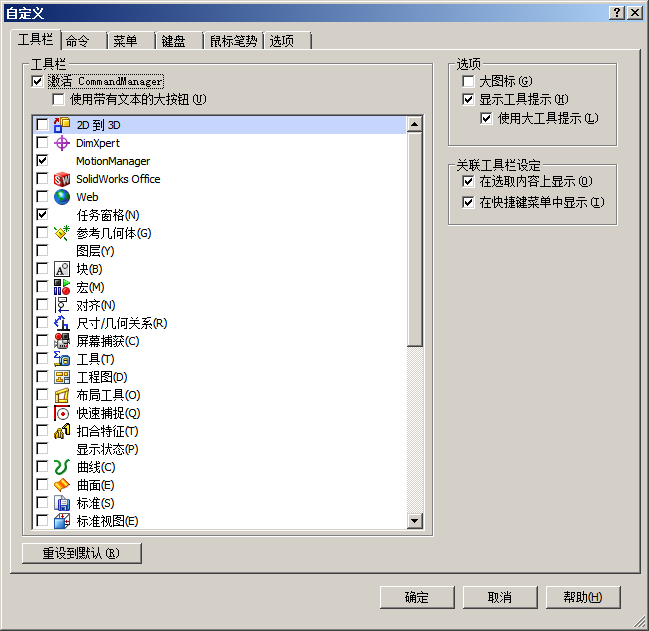 自定义
工具栏 命令 菜单 键盘 鼠标笔势 选项
工具栏
激活 CommandManager
使用带有文本的大按钮(U)
2D 到 3D
DimXpert
MotionManager
SolidWorks Office
Web
任务窗格(N)
参考几何体(G)
图层(Y)
块(B)
宏(M)
对齐(N)
尺寸/几何关系(R)
屏幕捕获(C)
工具(T)
工程图(D)
布局工具(O)
快速捕捉(Q)
扣合特征(T)
显示状态(P)
曲线(C)
曲面(E)
标准(S)
标准视图(E)
重设到默认(R)
选项
大图标(G)
显示工具提示(H)
使用大工具提示(L)
关联工具栏设定
在选取内容上显示(O)
在快捷键菜单中显示(I)
确定 取消 帮助(H)